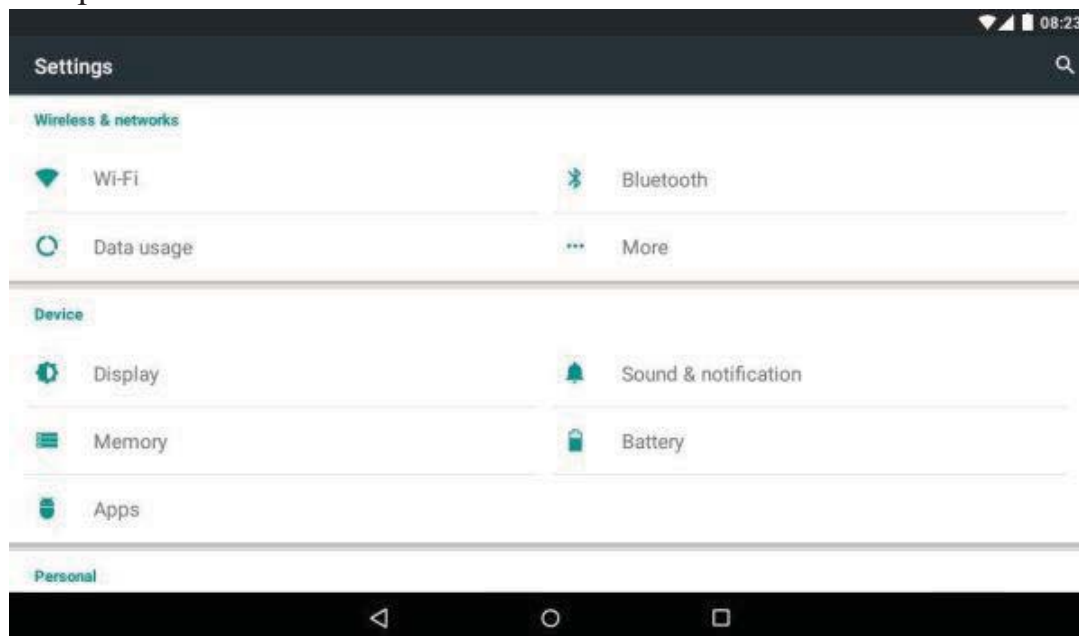 08:23
Settings
Wireless & networks
Wi-Fi
Bluetooth
Data usage
More
Device
Display
Sound & notification
Memory
Battery
Apps
Personal